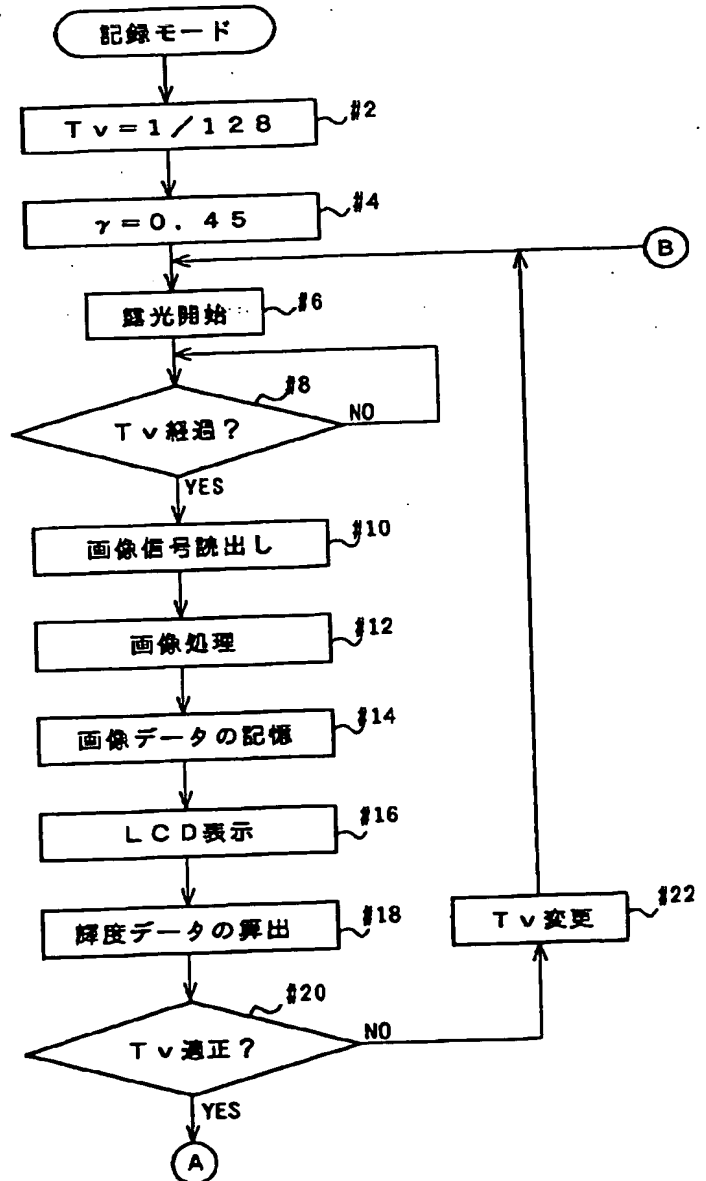 記録モード
Tv=1/128
#2
γ=0.45
#4
B
露光開始
#6
#8
Tv経過?
NO
YES
画像信号読出し
#10
画像処理
#12
画像データの記憶
#14
LCD表示
#16
輝度データの算出
#18
Tv変更
#22
#20
Tv適正?
NO
YES
A